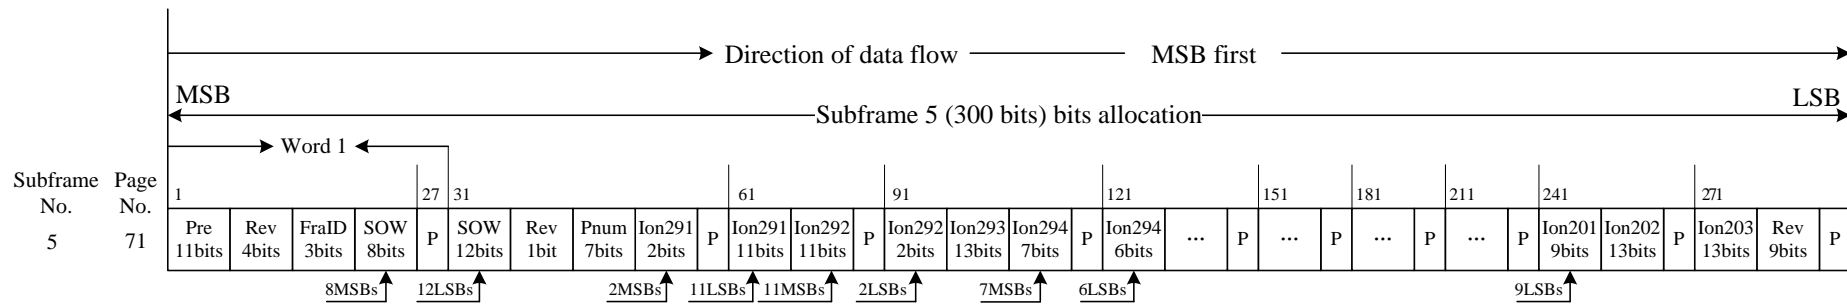 Direction of data flow MSB first
MSB LSB
Subframe 5 (300 bits) bits allocation
Word 1
Subframe No. Page No.
1 27 31 61 91 121 151 181 211 241 271
5 71
Pre 11bits
Rev 4bits
FraID 3bits
SOW 8bits
P
SOW 12bits
Rev 1bit
Pnum 7bits
Ion291 2bits
P
Ion291 11bits
Ion292 11bits
P
Ion292 2bits
Ion293 13bits
Ion294 7bits
P
Ion294 6bits
...
P
...
P
...
P
...
P
Ion201 9bits
Ion202 13bits
P
Ion203 13bits
Rev 9bits
P
8MSBs 12LSBs 2MSBs 11LSBs 11MSBs 2LSBs 7MSBs 6LSBs 9LSBs